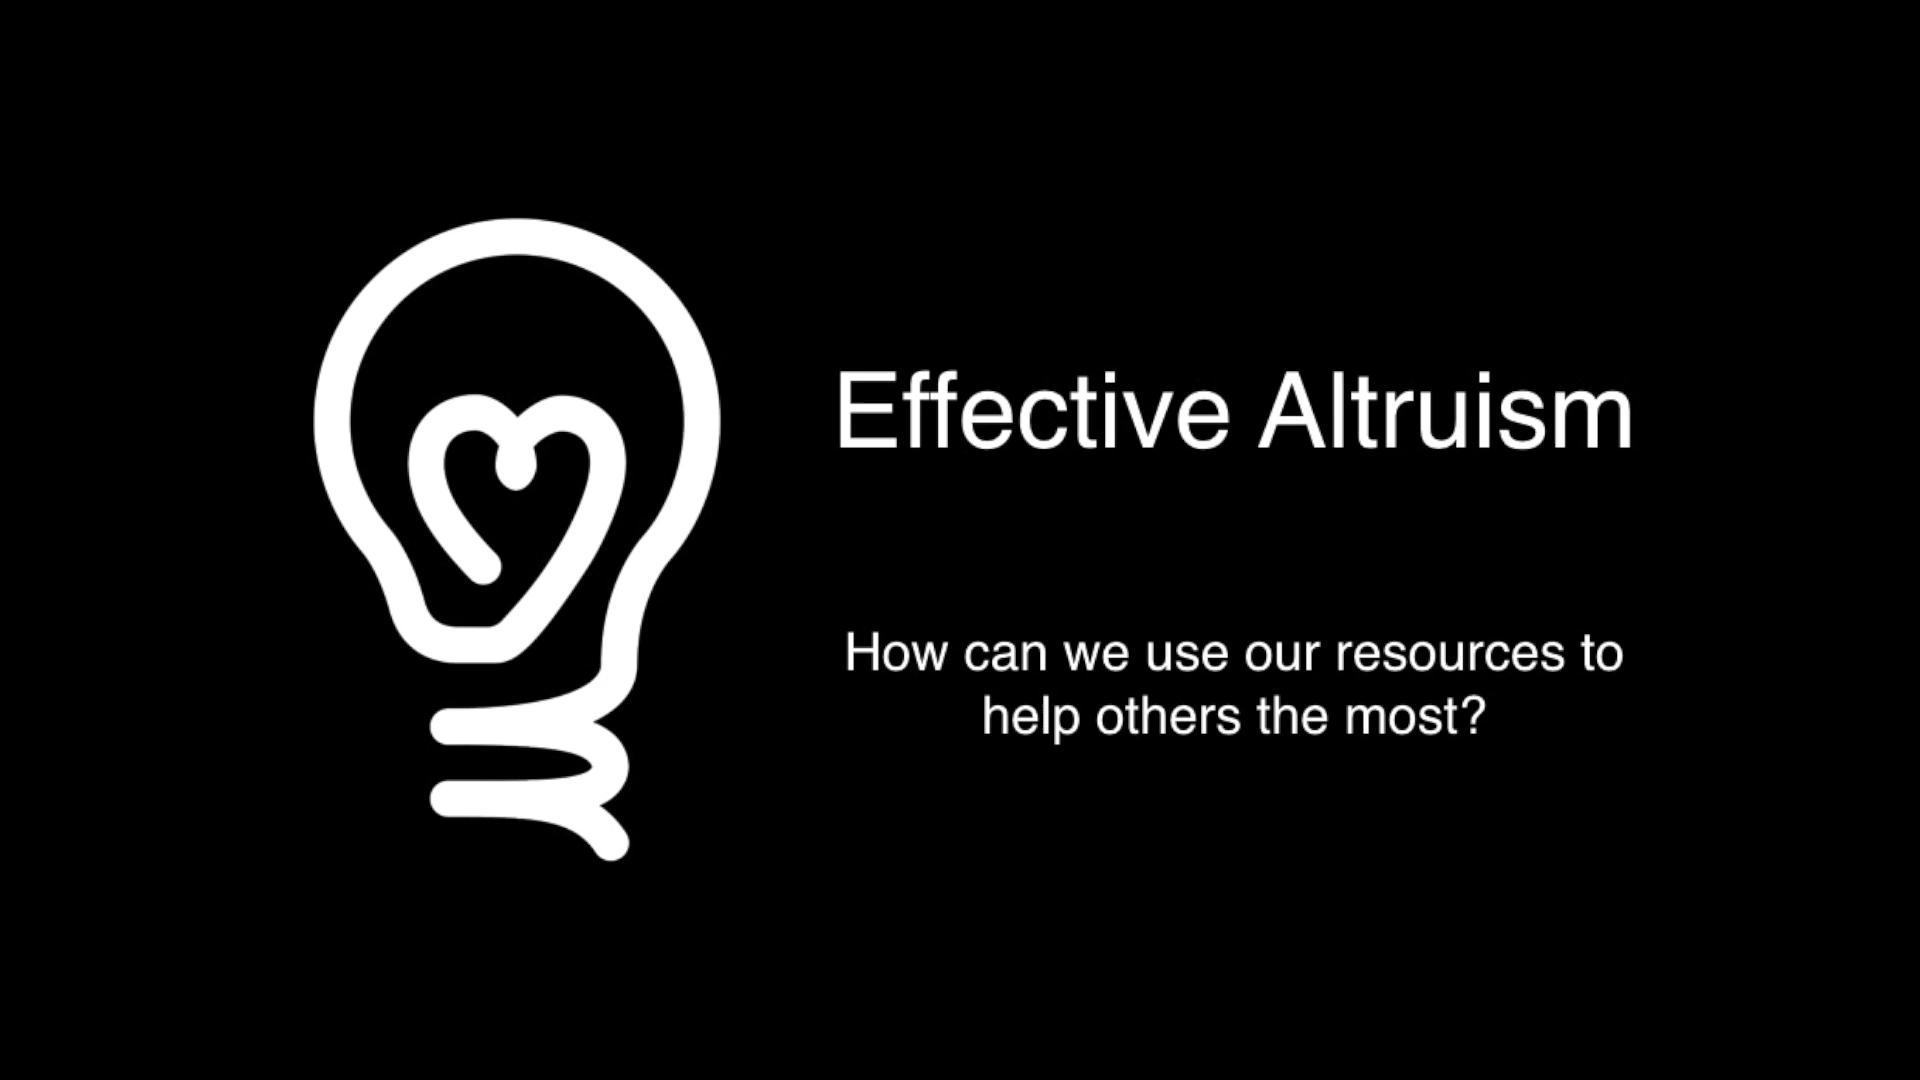 Effective Altruism
How can we use our resources to
help others the most?